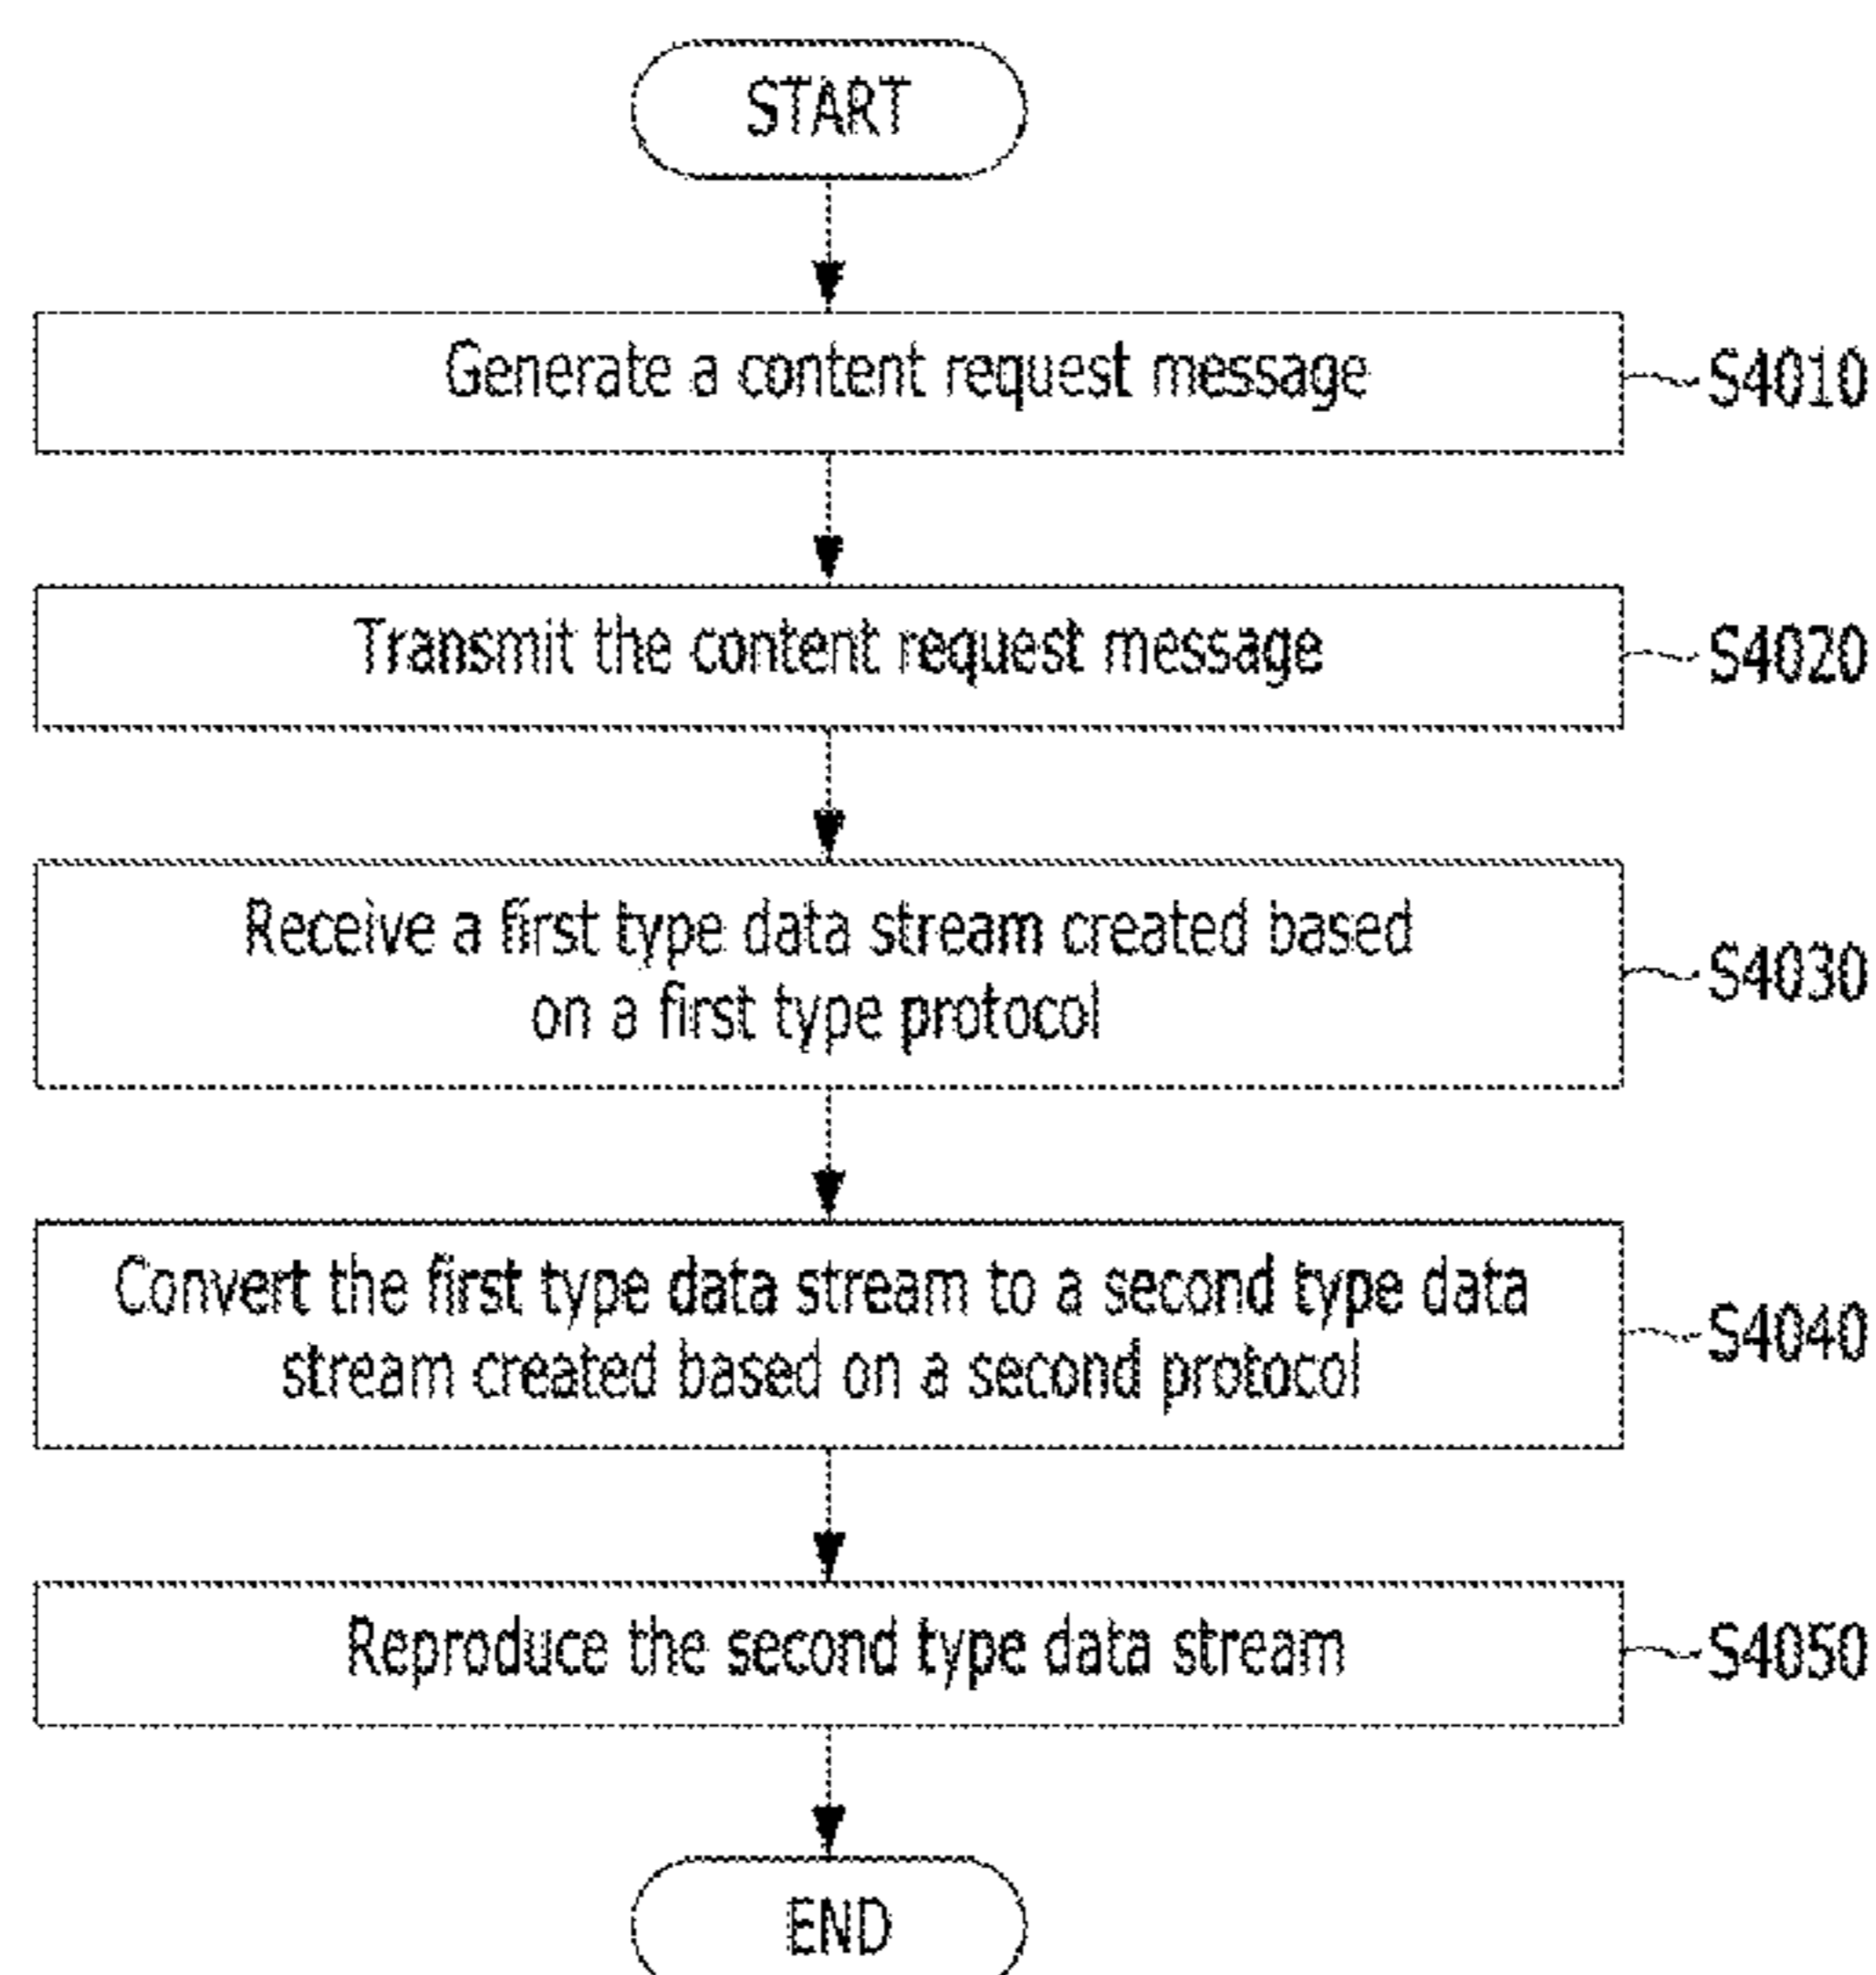 START
Generate a content request message
S4010
Transmit the content request message
S4020
Receive a first type data stream created based
on a first type protocol
S4030
Convert the first type data stream to a second type data
stream created based on a second protocol
S4040
Reproduce the second type data stream
S4050
END